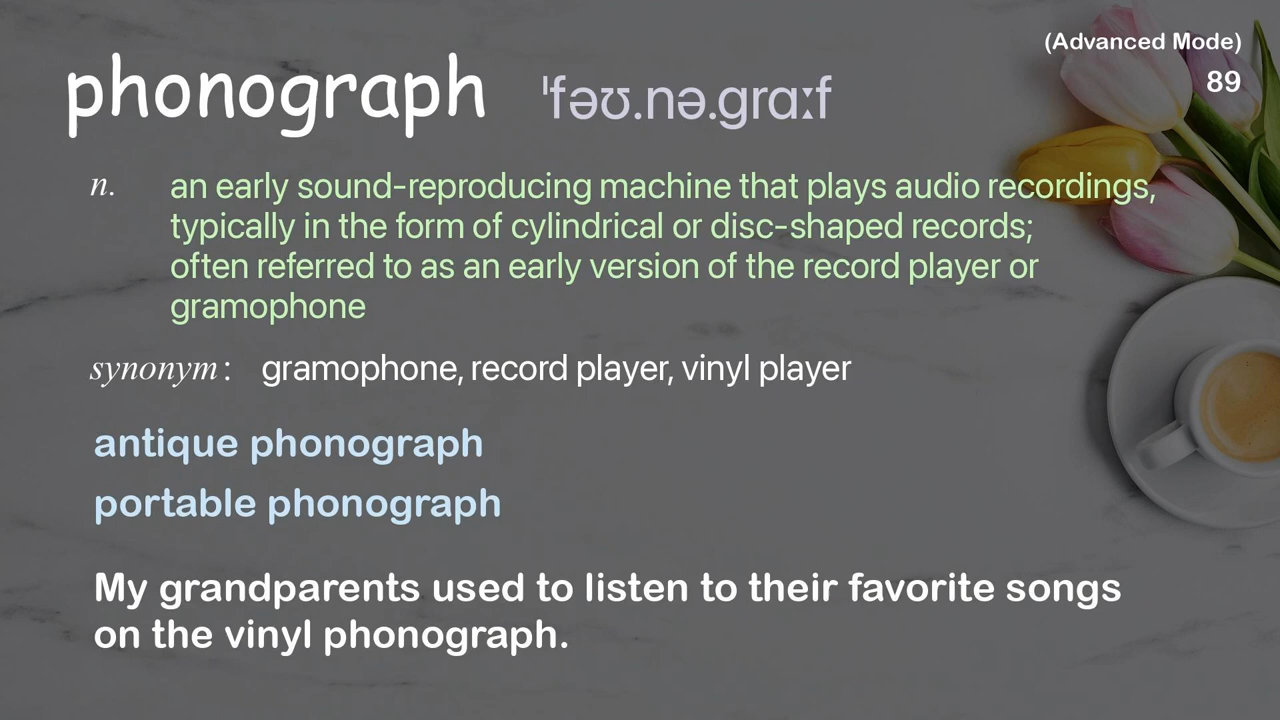 (Advanced Mode)
89
phonograph ˈfəʊ.nə.grɑːf
n. an early sound-reproducing machine that plays audio recordings,
typically in the form of cylindrical or disc-shaped records;
often referred to as an early version of the record player or
gramophone
synonym: gramophone, record player, vinyl player
antique phonograph
portable phonograph
My grandparents used to listen to their favorite songs
on the vinyl phonograph.